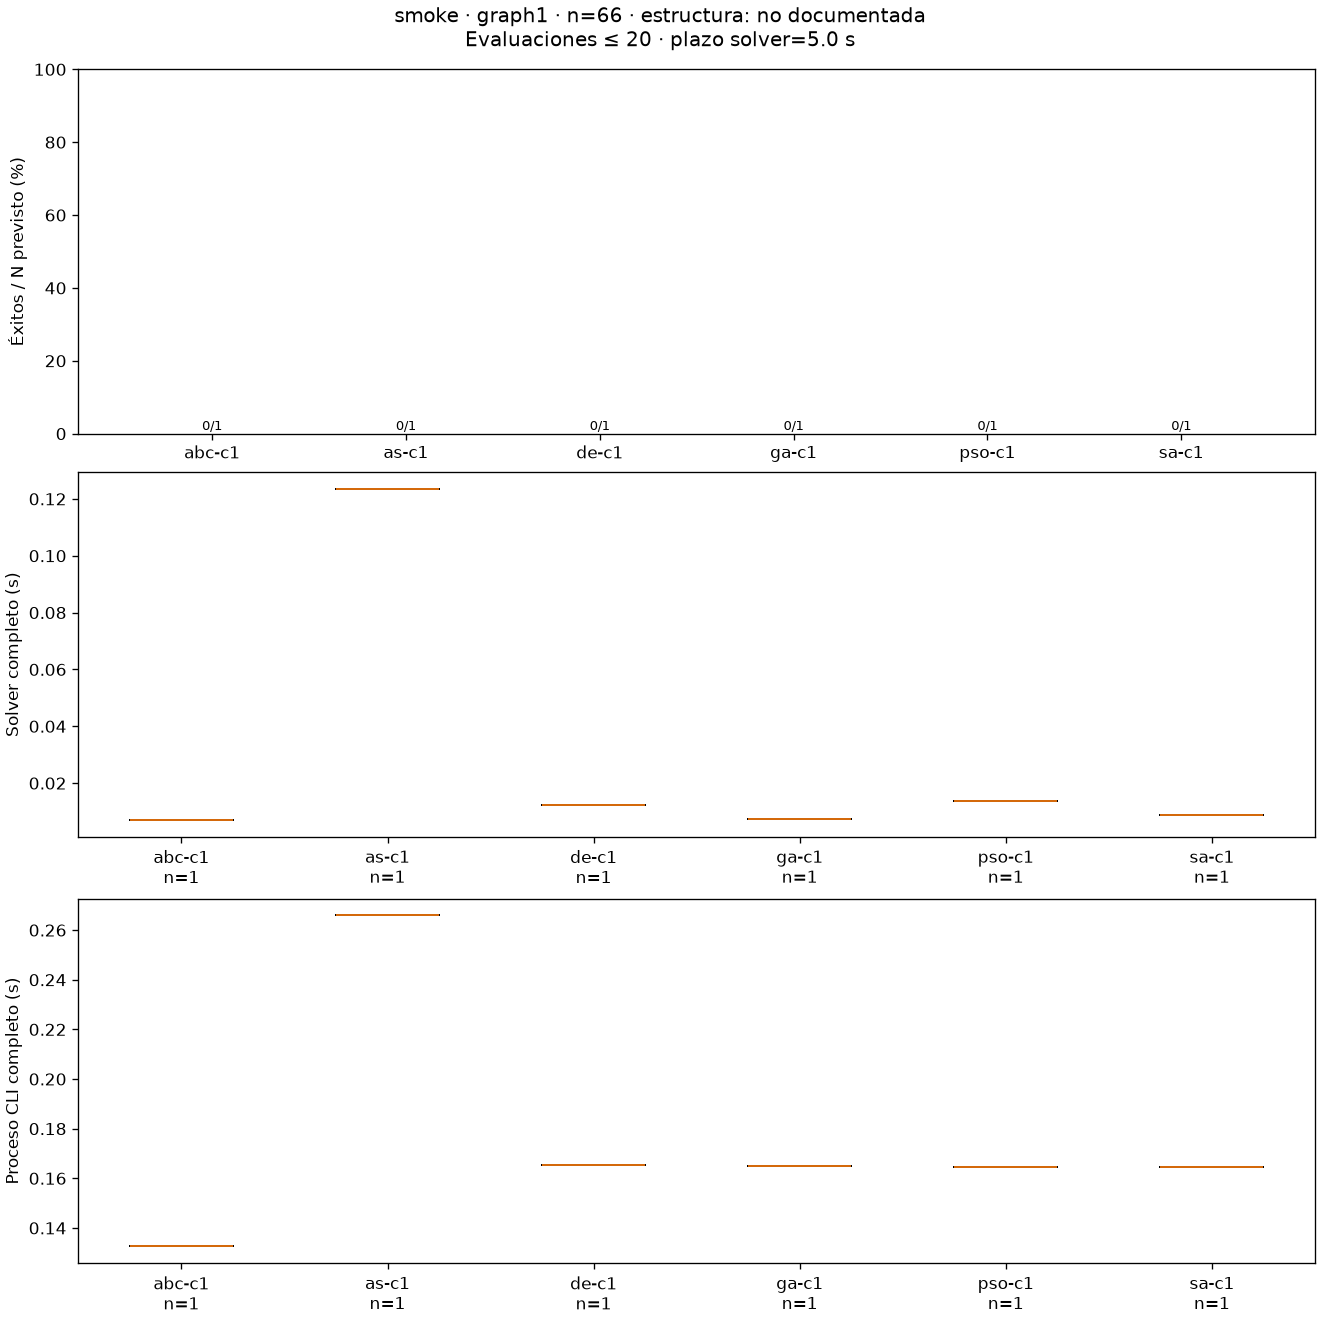 smoke · graph1 · n=66 · estructura: no documentada
Evaluaciones ≤ 20 · plazo solver=5.0 s
Éxitos / N previsto (%)
100
80
60
40
20
0
0/1 0/1 0/1 0/1 0/1 0/1
abc-c1 as-c1 de-c1 ga-c1 pso-c1 sa-c1
Solver completo (s)
0.12
0.10
0.08
0.06
0.04
0.02
abc-c1 as-c1 de-c1 ga-c1 pso-c1 sa-c1
n=1 n=1 n=1 n=1 n=1 n=1
Proceso CLI completo (s)
0.26
0.24
0.22
0.20
0.18
0.16
0.14
abc-c1 as-c1 de-c1 ga-c1 pso-c1 sa-c1
n=1 n=1 n=1 n=1 n=1 n=1